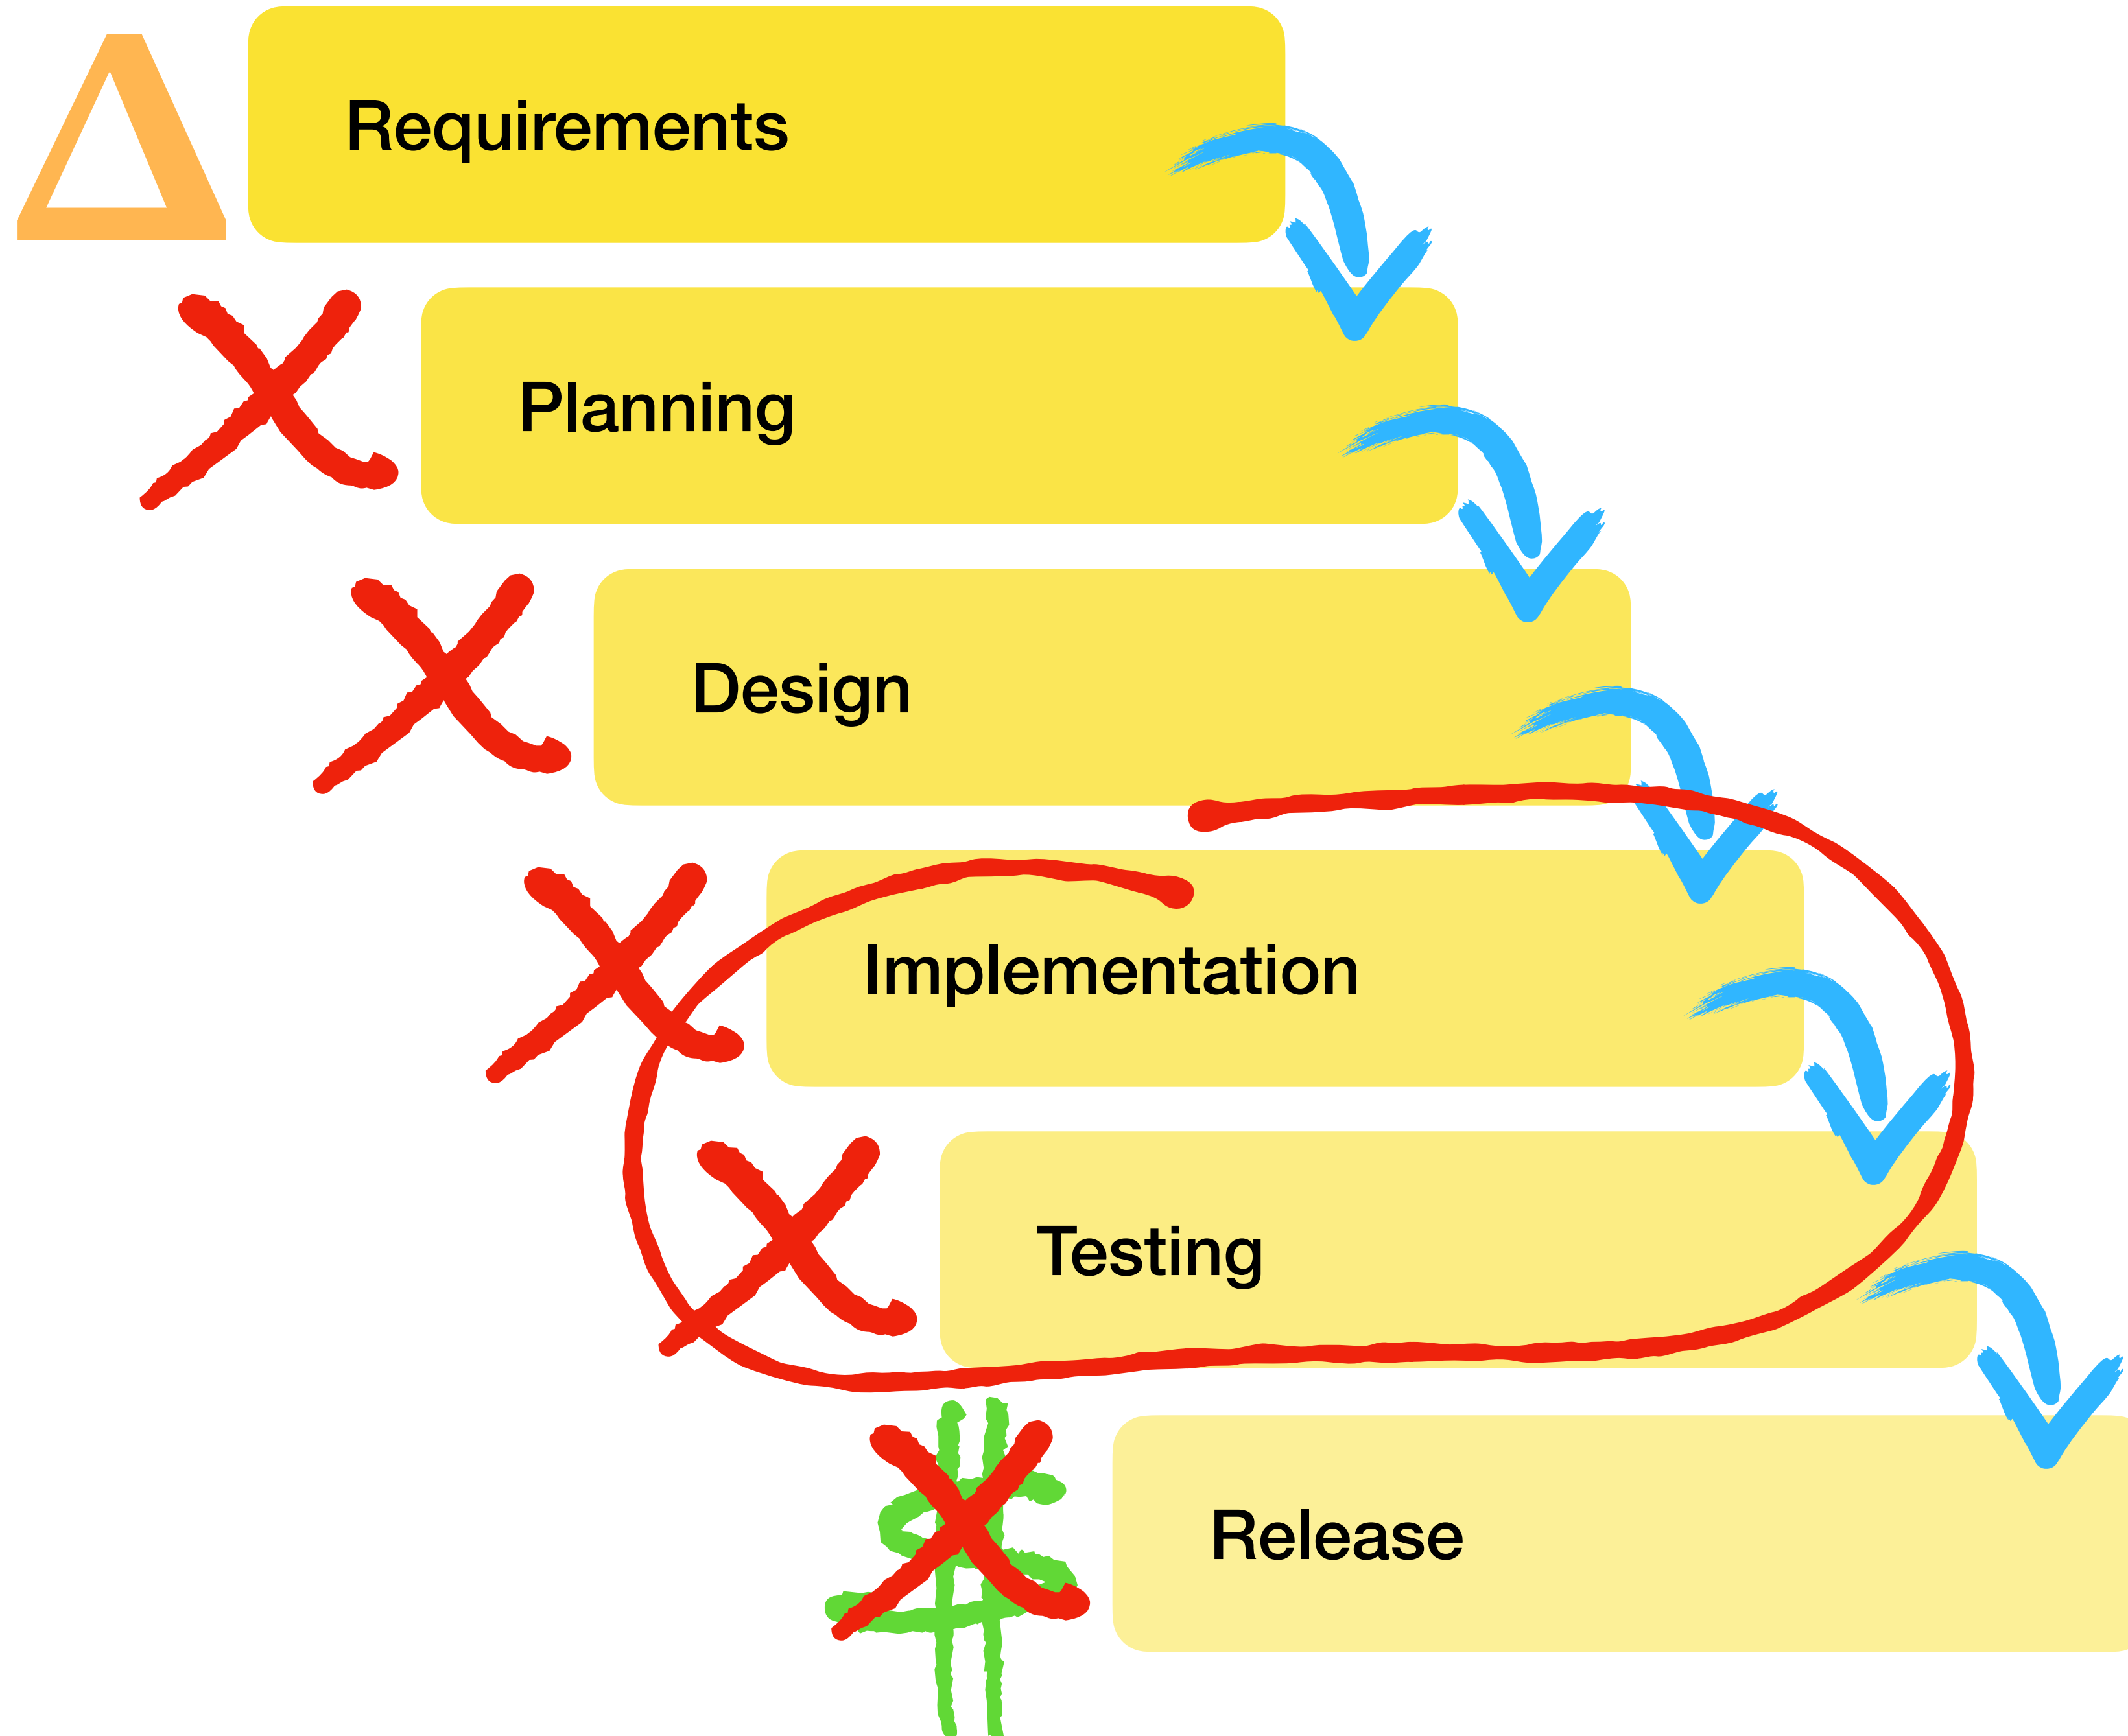 Δ
Requirements
Planning
Design
Implementation
Testing
Release
$